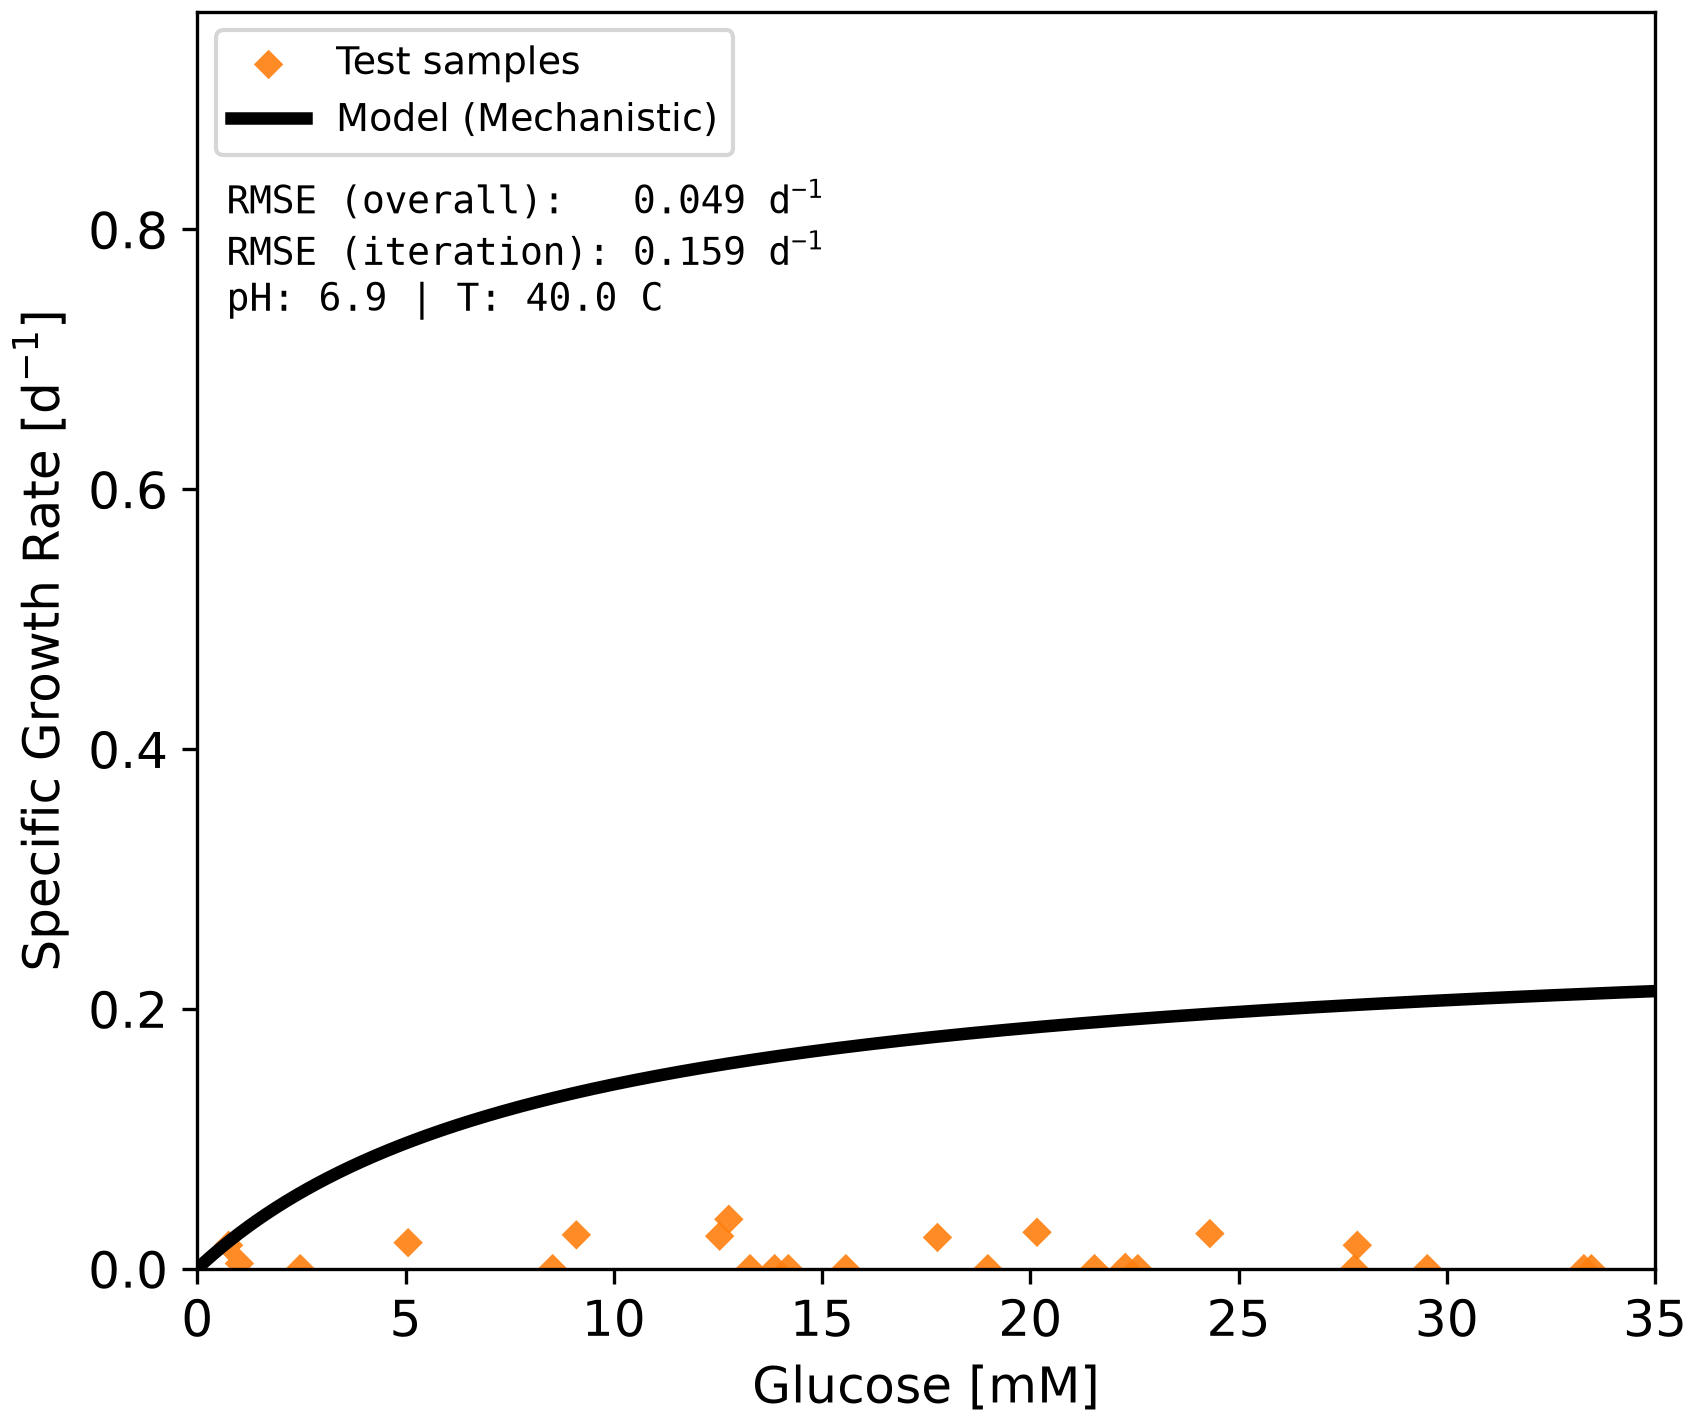 Test samples
Model (Mechanistic)
RMSE (overall):   0.049 d⁻¹
RMSE (iteration): 0.159 d⁻¹
pH: 6.9 | T: 40.0 C
Specific Growth Rate [d⁻¹]
0.8
0.6
0.4
0.2
0.0
0 5 10 15 20 25 30 35
Glucose [mM]